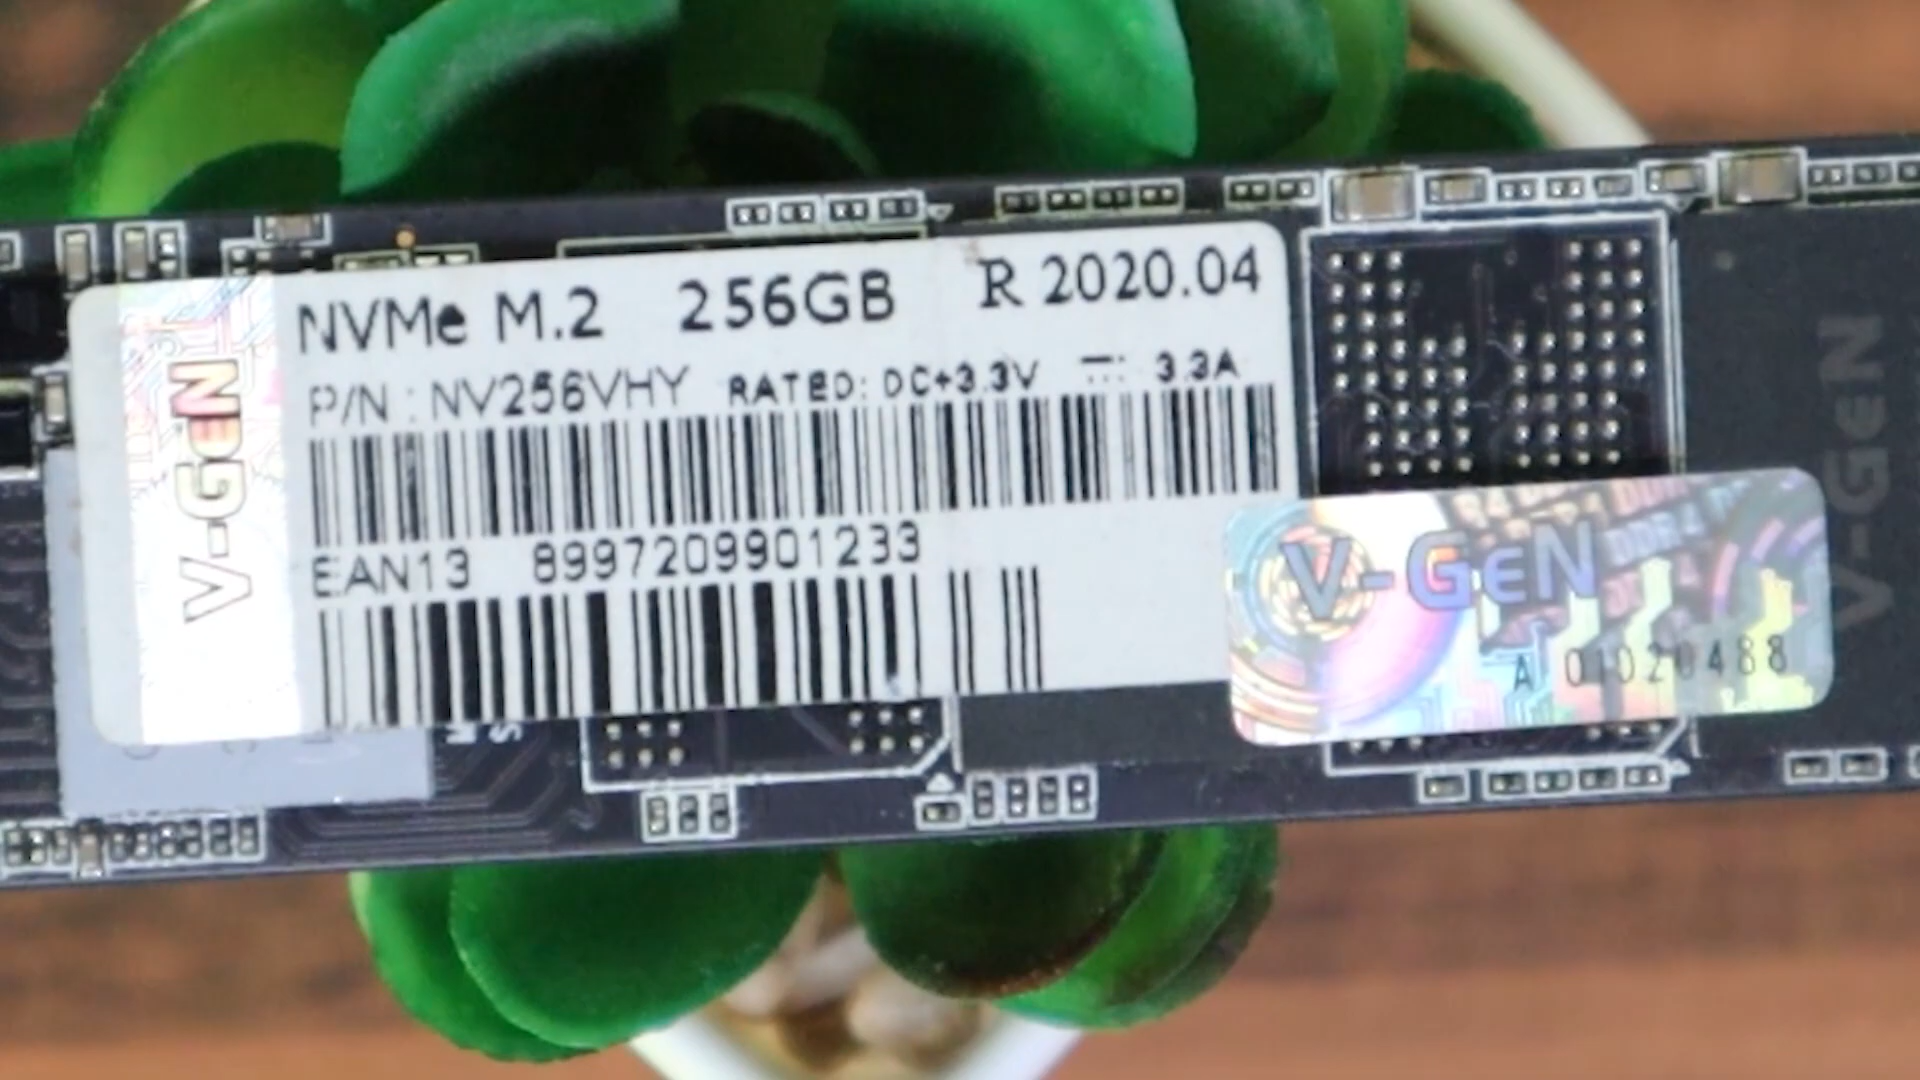 NVMe M.2 256GB R 2020.04
P/N : NV256VHY RATED: DC+3.3V 3.3A
EAN13 8997209901233
V-GeN
V-GeN
A 01020488
V-GeN